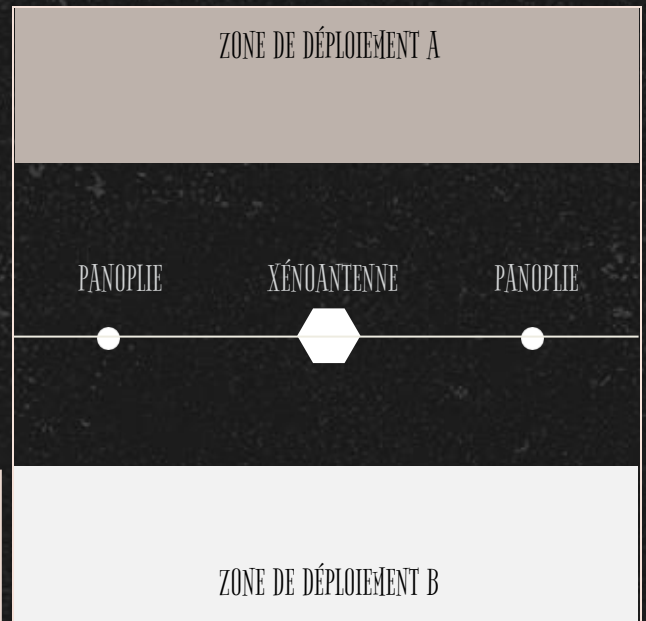 ZONE DE DÉPLOIEMENT A
PANOPLIE XÉNOANTENNE PANOPLIE
ZONE DE DÉPLOIEMENT B